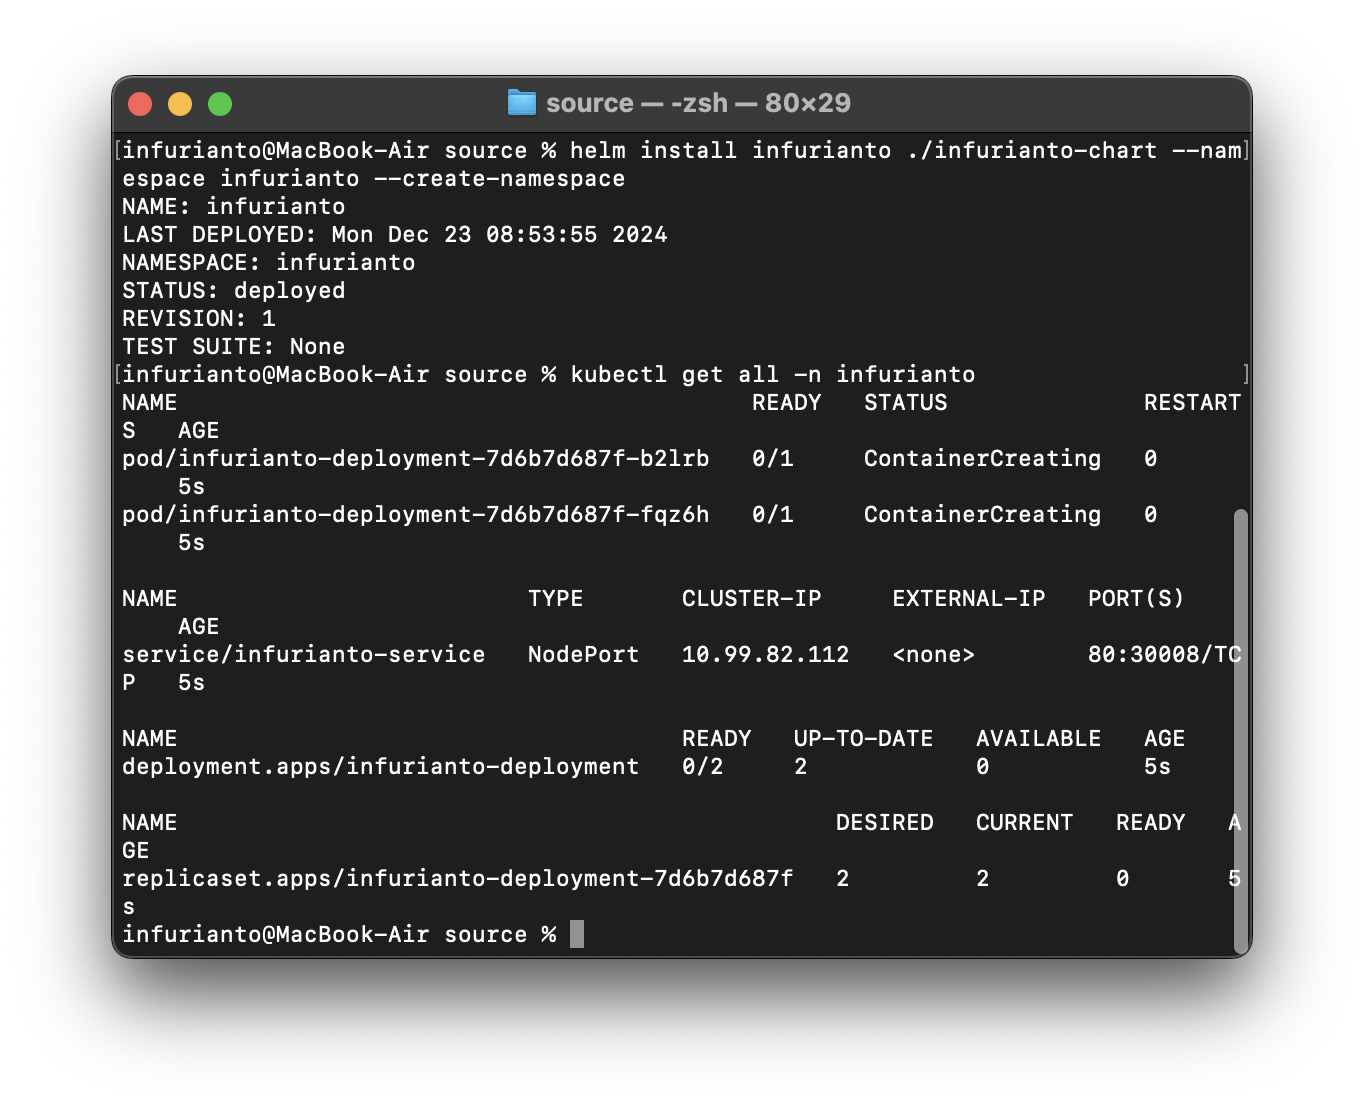 source — -zsh — 80×29
[infurianto@MacBook-Air source % helm install infurianto ./infurianto-chart --nam]
espace infurianto --create-namespace
NAME: infurianto
LAST DEPLOYED: Mon Dec 23 08:53:55 2024
NAMESPACE: infurianto
STATUS: deployed
REVISION: 1
TEST SUITE: None
[infurianto@MacBook-Air source % kubectl get all -n infurianto                   ]
NAME                                         READY   STATUS              RESTART
S   AGE
pod/infurianto-deployment-7d6b7d687f-b2lrb   0/1     ContainerCreating   0
    5s
pod/infurianto-deployment-7d6b7d687f-fqz6h   0/1     ContainerCreating   0
    5s

NAME                         TYPE       CLUSTER-IP     EXTERNAL-IP   PORT(S)
    AGE
service/infurianto-service   NodePort   10.99.82.112   <none>        80:30008/TC
P   5s

NAME                                    READY   UP-TO-DATE   AVAILABLE   AGE
deployment.apps/infurianto-deployment   0/2     2            0           5s

NAME                                               DESIRED   CURRENT   READY   A
GE
replicaset.apps/infurianto-deployment-7d6b7d687f   2         2         0       5
s
infurianto@MacBook-Air source %